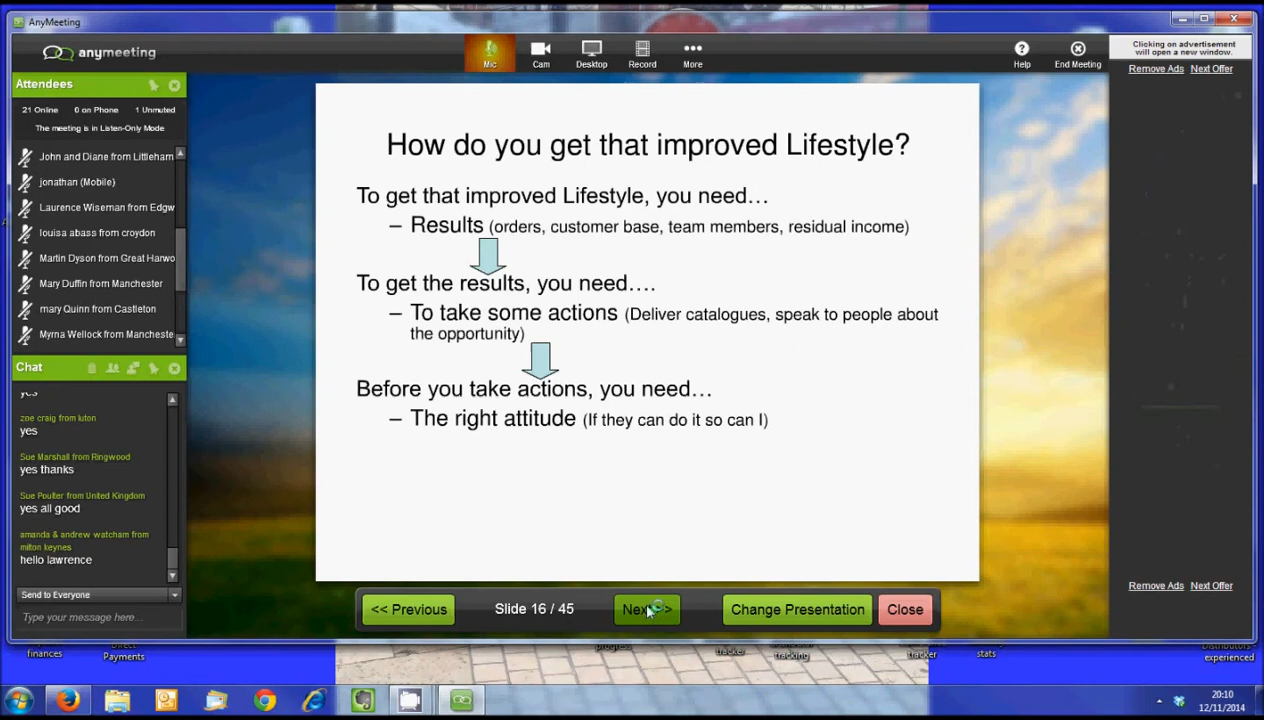 AnyMeeting
anymeeting
Mic
Cam
Desktop
Record
More
Help
End Meeting
Clicking on advertisement
will open a new window.
Remove Ads Next Offer
Attendees
21 Online 0 on Phone 1 Unmuted
The meeting is in Listen-Only Mode
John and Diane from Littleham
jonathan (Mobile)
Laurence Wiseman from Edgw
louisa abass from croydon
Martin Dyson from Great Harwo
Mary Duffin from Manchester
mary Quinn from Castleton
Myrna Wellock from Mancheste
Chat
yes
zoe craig from luton
yes
Sue Marshall from Ringwood
yes thanks
Sue Poulter from United Kingdom
yes all good
amanda & andrew watcham from
milton keynes
hello lawrence
Send to Everyone
Type your message here...
How do you get that improved Lifestyle?
To get that improved Lifestyle, you need…
– Results (orders, customer base, team members, residual income)
To get the results, you need….
– To take some actions (Deliver catalogues, speak to people about
the opportunity)
Before you take actions, you need…
– The right attitude (If they can do it so can I)
<< Previous
Slide 16 / 45
Change Presentation
Close
Remove Ads Next Offer
finances
Direct
Payments
progress
tracker
tracking
tracker
stats
Distributors -
experienced
20:10
12/11/2014